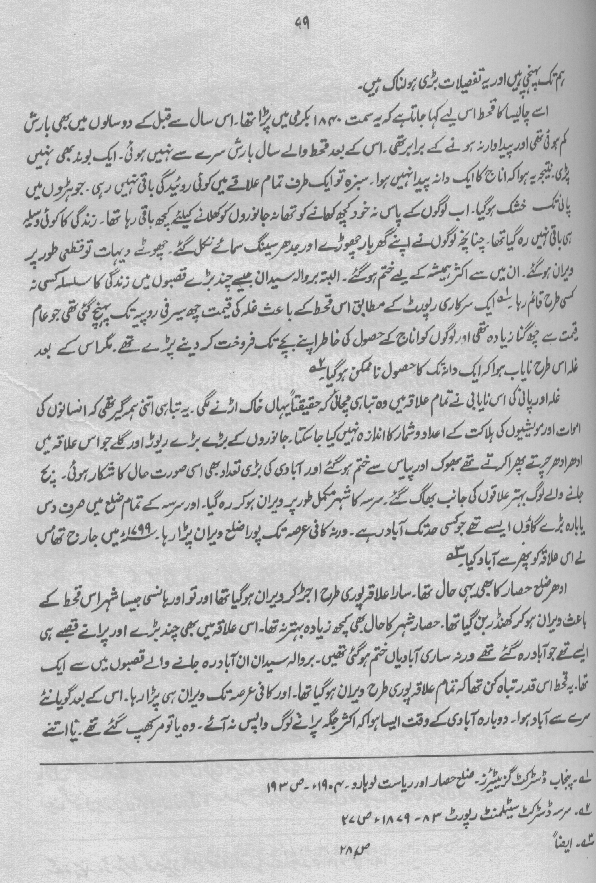 ۷۹
ہم تک پہنچی ہیں اور یہ تفصیلات بڑی ہولناک ہیں۔
اسے چالیسا کا قحط اس لیے کہا جاتا ہے کہ یہ سمت ۱۸۴۰ بکرمی میں پڑا تھا۔ اس سال سے قبل کے دو سالوں میں بھی بارش
کم ہوئی تھی اور پیداوار نہ ہونے کے برابر تھی۔ اس کے بعد قحط والے سال بارش سرے سے نہیں ہوئی۔ ایک بوند بھی نہیں
پڑی۔ نتیجہ یہ ہوا کہ اناج کا ایک دانہ پیدا نہیں ہوا۔ سبزہ تو ایک طرف تمام علاقے میں کوئی روئیدگی باقی نہیں رہی۔ جوہڑوں میں
پانی تک خشک ہو گیا۔ اب لوگوں کے پاس نہ خود کچھ کھانے کو تھا نہ جانوروں کو کھلانے کیلئے کچھ باقی رہا تھا۔ زندگی کا کوئی وسیلہ
ہی باقی نہیں رہ گیا تھا۔ چنانچہ لوگوں نے اپنے گھر بار چھوڑے اور جدھر سینگ سمائے نکل گئے۔ چھوٹے دیہات تو قطعی طور پر
ویران ہو گئے۔ ان میں سے اکثر ہمیشہ کے لیے ختم ہو گئے۔ البتہ بروالہ سیدان جیسے چند بڑے قصبوں میں زندگی کا سلسلہ کسی نہ
کسی طرح قائم رہا۔ ۱؎ ایک سرکاری رپورٹ کے مطابق اس قحط کے باعث غلہ کی قیمت چھ سیر فی روپیہ تک پہنچ گئی تھی جو عام
قیمت سے چھ گنا زیادہ تھی اور لوگوں کو اناج کے حصول کی خاطر اپنے بچے تک فروخت کر دینے پڑے تھے۔ مگر اس کے بعد
غلہ اس طرح نایاب ہوا کہ ایک دانہ تک کا حصول ناممکن ہو گیا ۲؎
غلہ اور پانی کی اس نایابی نے تمام علاقہ میں وہ تباہی مچائی کہ حقیقتاً یہاں خاک اڑنے لگی۔ یہ تباہی اتنی ہمہ گیر تھی کہ انسانوں کی
اموات اور مویشیوں کی ہلاکت کے اعداد و شمار کا اندازہ نہیں کیا جا سکتا۔ جانوروں کے بڑے بڑے ریوڑ اور گلے جو اس علاقہ میں
ادھر ادھر چرتے پھرا کرتے تھے بھوک اور پیاس سے ختم ہو گئے اور آبادی کی بڑی تعداد بھی اسی صورت حال کا شکار ہوئی۔ بچ
جانے والے لوگ بہتر علاقوں کی جانب بھاگ گئے۔ سرسہ کا شہر مکمل طور پر ویران ہو کر رہ گیا۔ اور سرسہ کے تمام ضلع میں صرف دس
یا بارہ بڑے گاؤں ایسے تھے جو کسی حد تک آباد رہے۔ ورنہ کافی عرصہ تک پورا ضلع ویران پڑا رہا۔ ۱۷۹۹ء میں جارج تھامس
نے اس علاقہ کو پھر سے آباد کیا۔ ۳؎
ادھر ضلع حصار کا بھی یہی حال تھا۔ سارا علاقہ پوری طرح اجڑ کر ویران ہو گیا تھا اور تو اور ہانسی جیسا شہر اس قحط کے
باعث ویران ہو کر کھنڈر بن گیا تھا۔ حصار شہر کا حال بھی کچھ زیادہ بہتر نہ تھا۔ اس علاقہ میں بھی چند بڑے اور پرانے قصبے ہی
ایسے تھے جو آباد رہ گئے تھے ورنہ ساری آبادیاں ختم ہو گئی تھیں۔ بروالہ سیدان ان آباد رہ جانے والے قصبوں میں سے ایک
تھا۔ یہ قحط اس قدر تباہ کن تھا کہ تمام علاقہ پوری طرح ویران ہو گیا تھا۔ اور کافی عرصہ تک ویران ہی پڑا رہا۔ اس کے بعد گویا نئے
سرے سے آباد ہوا۔ دوبارہ آبادی کے وقت ایسا ہوا کہ اکثر جگہ پرانے لوگ واپس نہ آئے۔ وہ یا تو مر کھپ گئے تھے۔ یا اتنے
۱؎۔ پنجاب ڈسٹرکٹ گزیٹیئرز۔ ضلع حصار اور ریاست لوہارو۔ ۱۹۰۴ء۔ ص ۱۹۳
۲؎۔ سرسہ ڈسٹرکٹ سیٹلمنٹ رپورٹ ۸۳۔۱۸۷۹ء ص ۲۷
۳؎۔ ایضاً ص ۲۸